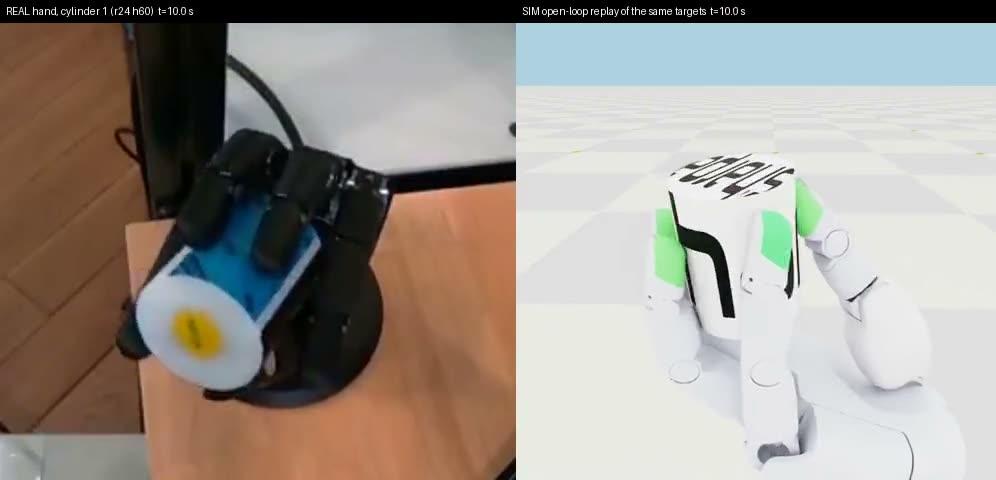 REAL hand, cylinder 1 (r24 h60) t=10.0 s
SIM open-loop replay of the same targets t=10.0 s